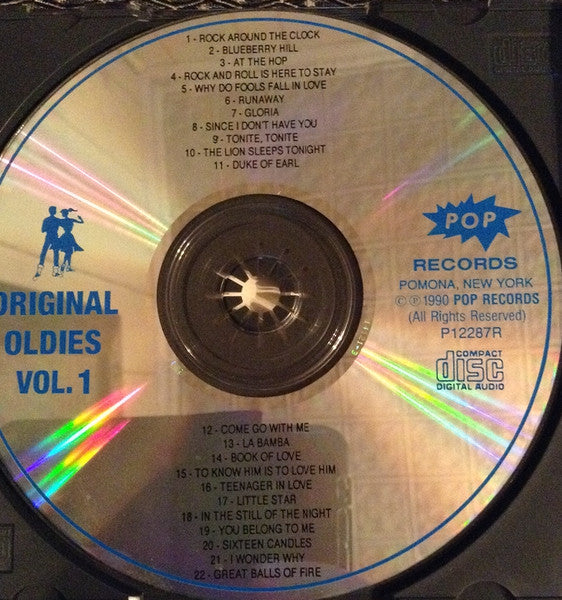 1 - ROCK AROUND THE CLOCK
2 - BLUEBERRY HILL
3 - AT THE HOP
4 - ROCK AND ROLL IS HERE TO STAY
5 - WHY DO FOOLS FALL IN LOVE
6 - RUNAWAY
7 - GLORIA
8 - SINCE I DON'T HAVE YOU
9 - TONITE, TONITE
10 - THE LION SLEEPS TONIGHT
11 - DUKE OF EARL
ORIGINAL
OLDIES
VOL. 1
POP
RECORDS
POMONA, NEW YORK
© ℗ 1990 POP RECORDS
(All Rights Reserved)
P12287R
COMPACT
disc
DIGITAL AUDIO
12 - COME GO WITH ME
13 - LA BAMBA
14 - BOOK OF LOVE
15 - TO KNOW HIM IS TO LOVE HIM
16 - TEENAGER IN LOVE
17 - LITTLE STAR
18 - IN THE STILL OF THE NIGHT
19 - YOU BELONG TO ME
20 - SIXTEEN CANDLES
21 - I WONDER WHY
22 - GREAT BALLS OF FIRE